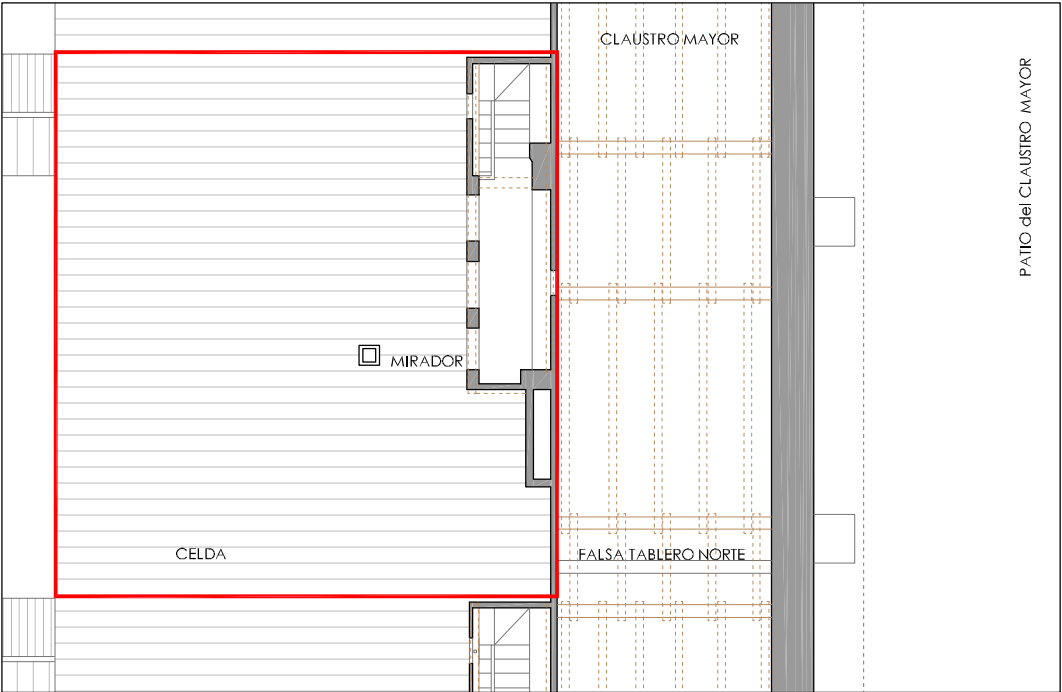 CLAUSTRO MAYOR
PATIO del CLAUSTRO MAYOR
MIRADOR
CELDA
FALSA TABLERO NORTE